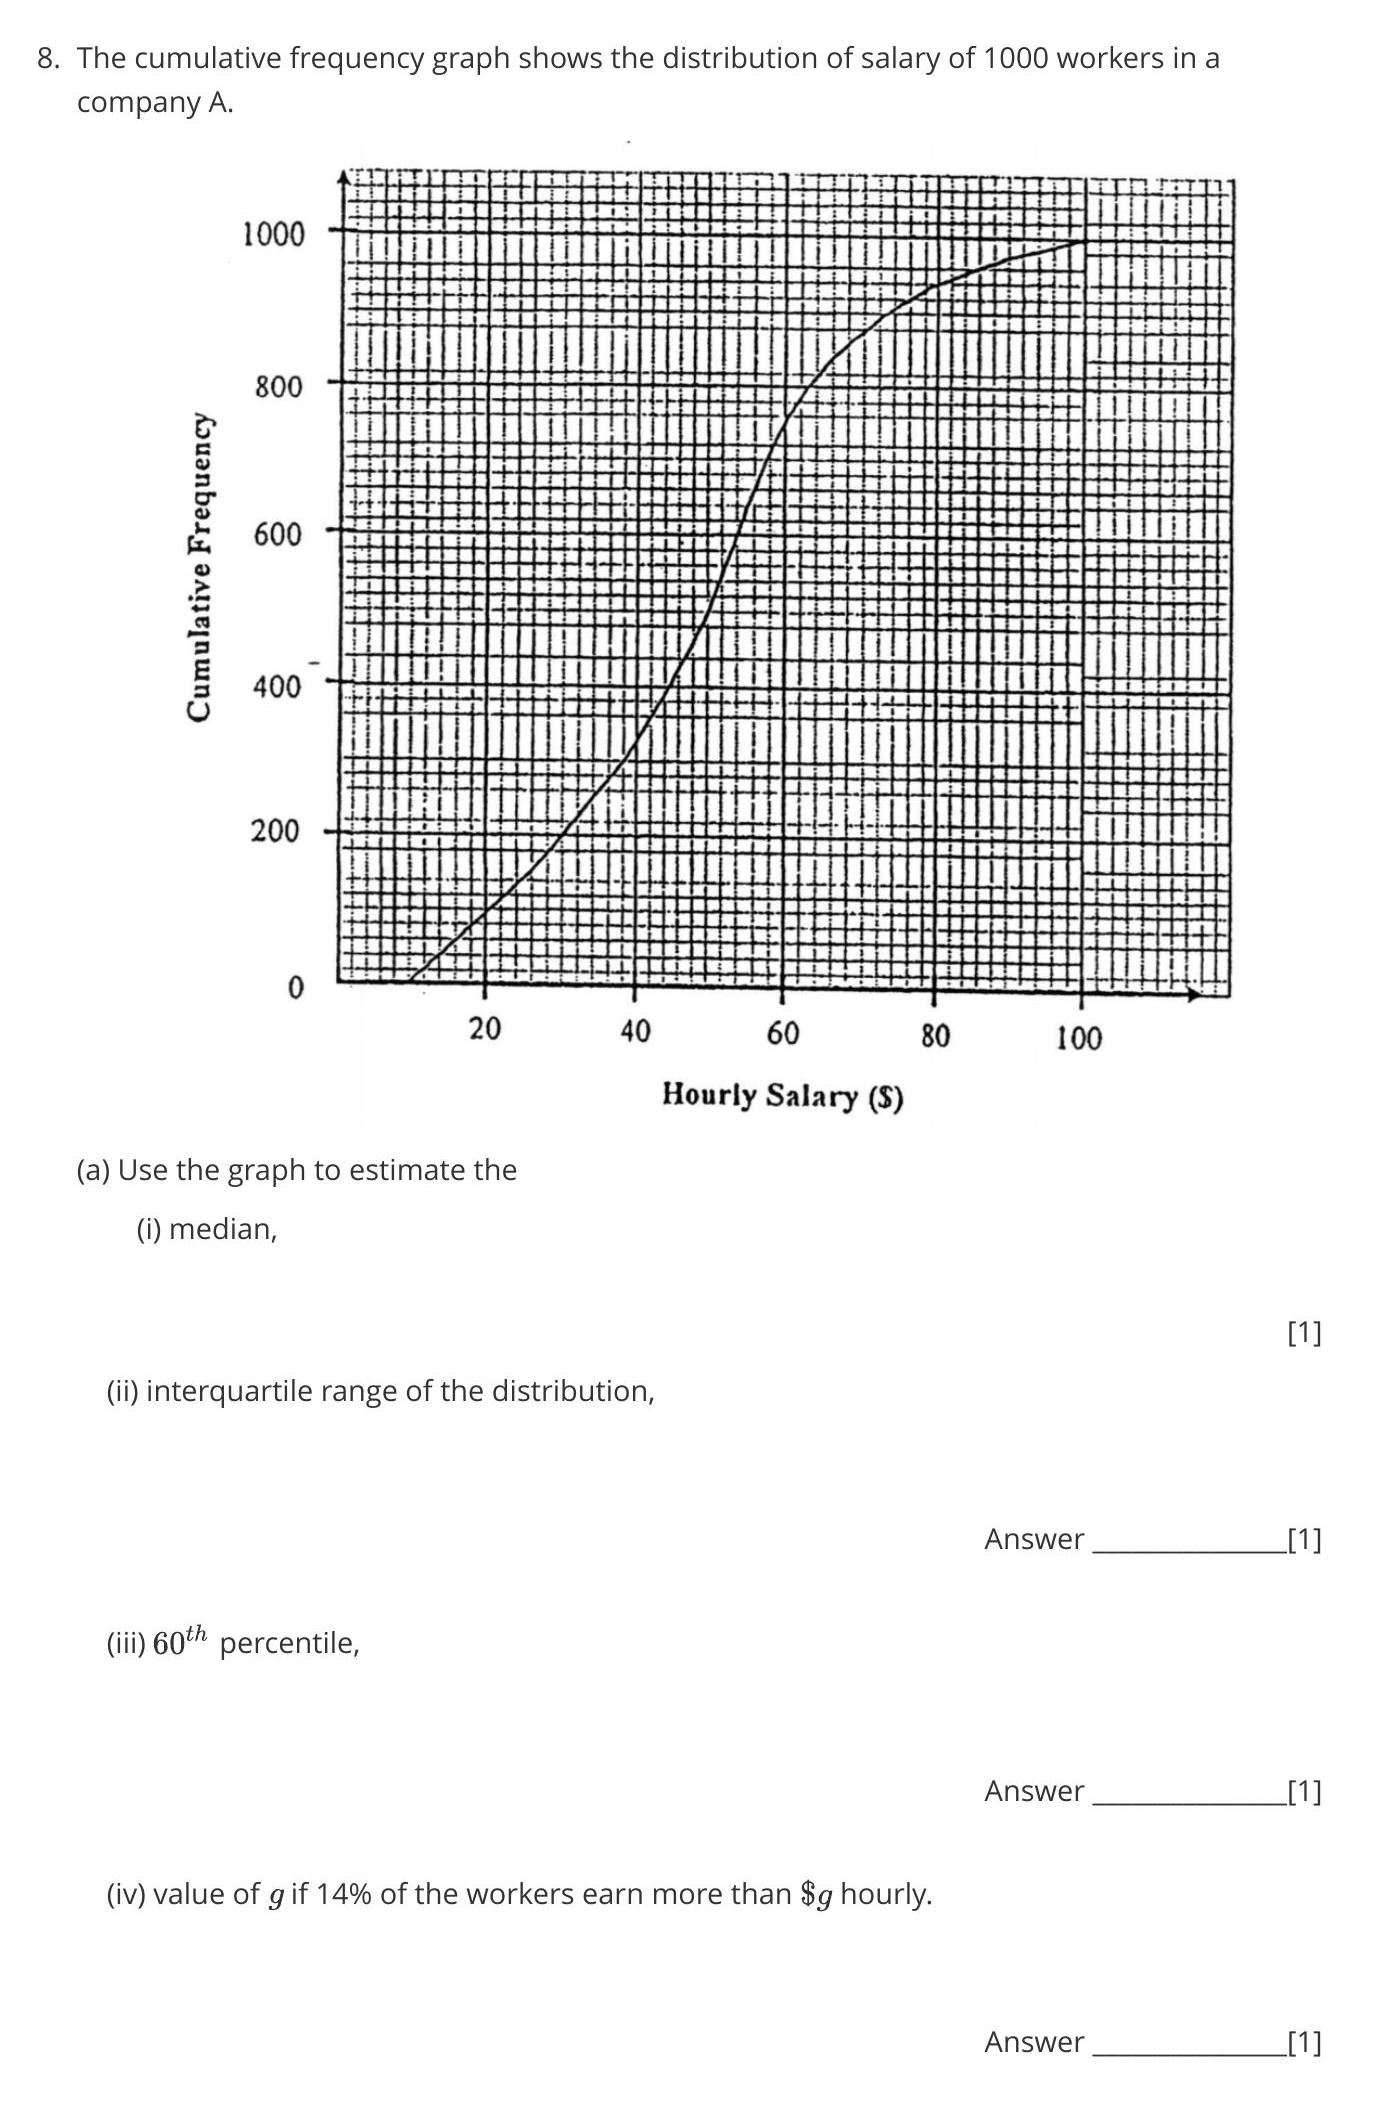 8. The cumulative frequency graph shows the distribution of salary of 1000 workers in a
company A.
1000
800
600
400
200
0
Cumulative Frequency
20 40 60 80 100
Hourly Salary ($)
(a) Use the graph to estimate the
(i) median,
[1]
(ii) interquartile range of the distribution,
Answer ____________[1]
(iii) 60th percentile,
Answer ____________[1]
(iv) value of g if 14% of the workers earn more than $g hourly.
Answer ____________[1]